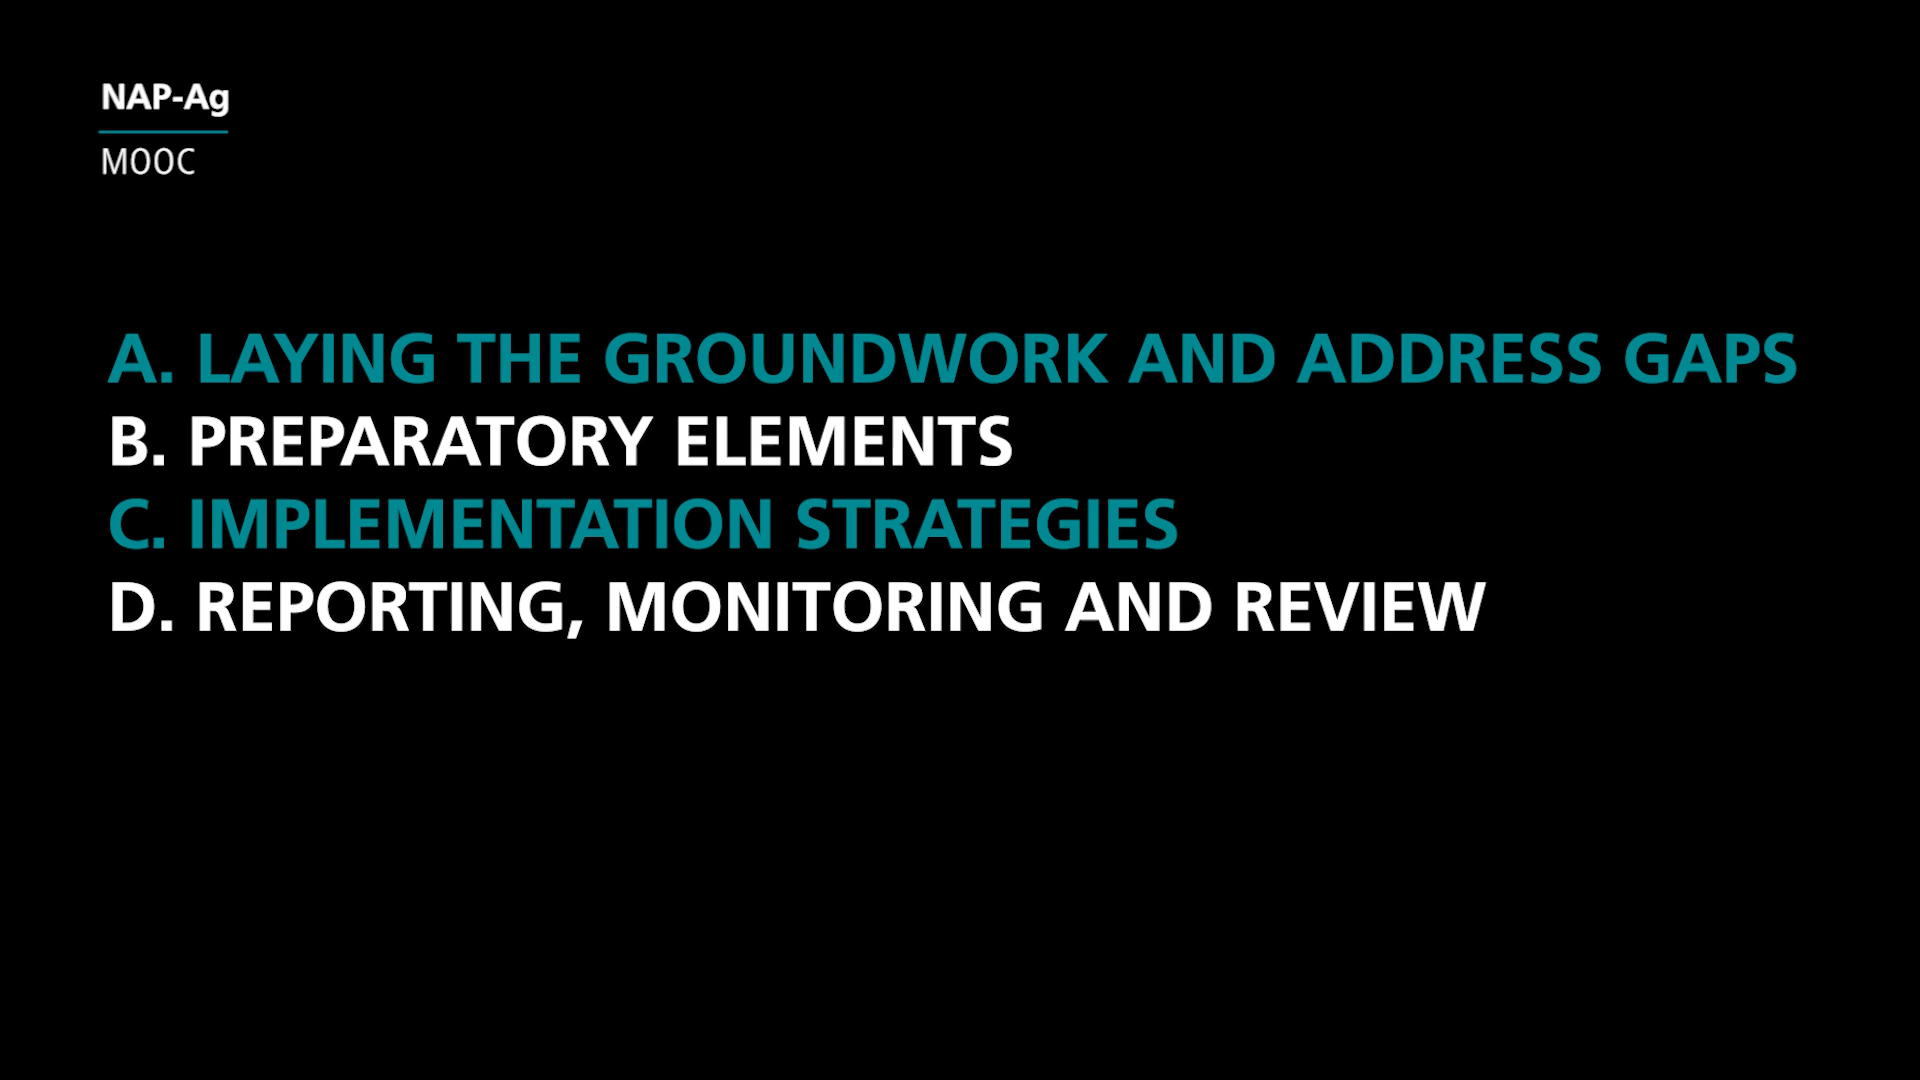 NAP-Ag
MOOC
A. LAYING THE GROUNDWORK AND ADDRESS GAPS
B. PREPARATORY ELEMENTS
C. IMPLEMENTATION STRATEGIES
D. REPORTING, MONITORING AND REVIEW